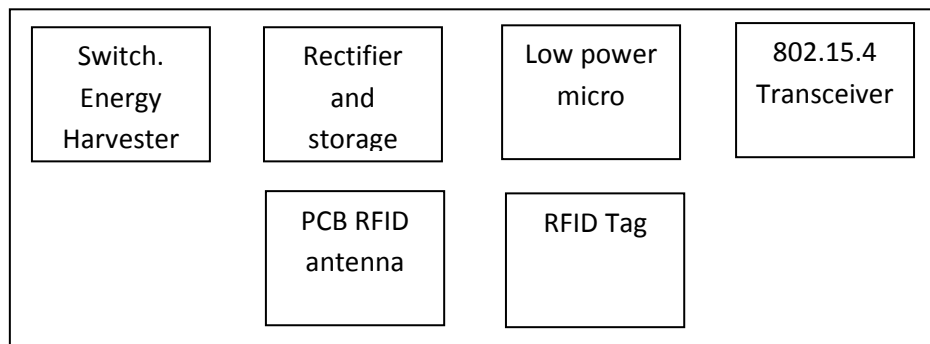 Switch.
Energy
Harvester
Rectifier
and
storage
Low power
micro
802.15.4
Transceiver
PCB RFID
antenna
RFID Tag